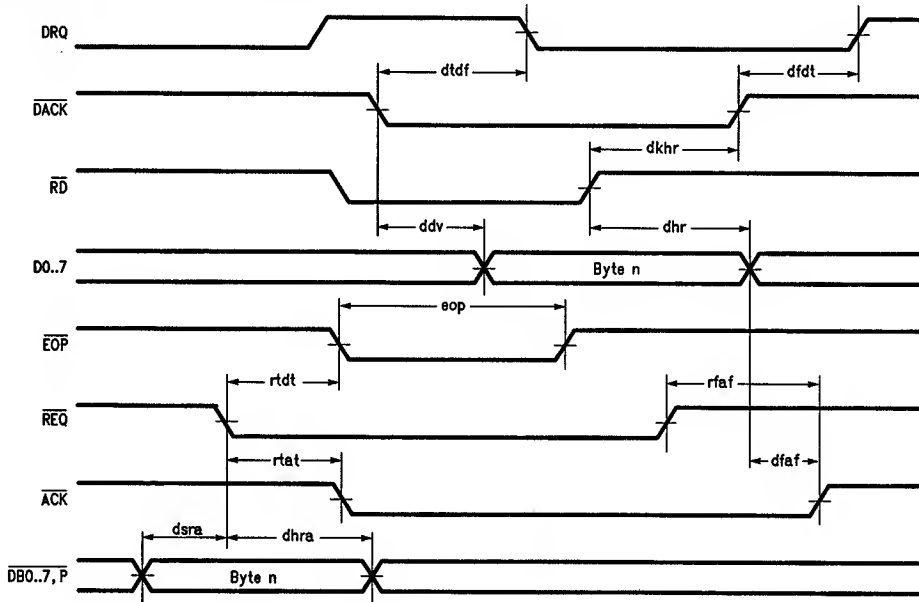 DRQ
dtdf
dfdt
DACK
dkhr
RD
ddv
dhr
D0..7
Byte n
eop
EOP
rtdt
rfaf
REQ
rtat
dfaf
ACK
dsra
dhra
DB0..7, P
Byte n